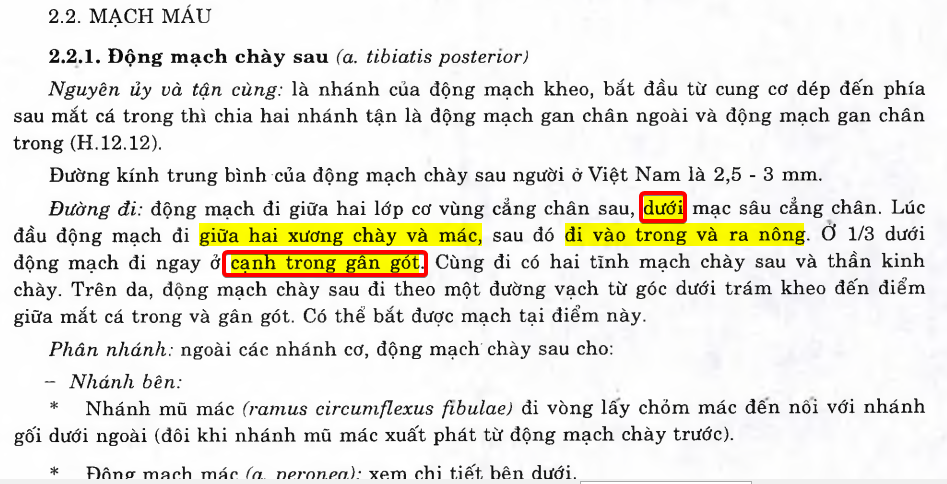 2.2. MẠCH MÁU
2.2.1. Động mạch chày sau (a. tibiatis posterior)
Nguyên ủy và tận cùng: là nhánh của động mạch kheo, bắt đầu từ cung cơ dép đến phía
sau mắt cá trong thì chia hai nhánh tận là động mạch gan chân ngoài và động mạch gan chân
trong (H.12.12).
Đường kính trung bình của động mạch chày sau người ở Việt Nam là 2,5 - 3 mm.
Đường đi: động mạch đi giữa hai lớp cơ vùng cẳng chân sau, dưới mạc sâu cẳng chân. Lúc
đầu động mạch đi giữa hai xương chày và mác, sau đó đi vào trong và ra nông. Ở 1/3 dưới
động mạch đi ngay ở cạnh trong gân gót. Cùng đi có hai tĩnh mạch chày sau và thần kinh
chày. Trên da, động mạch chày sau đi theo một đường vạch từ góc dưới trám kheo đến điểm
giữa mắt cá trong và gân gót. Có thể bắt được mạch tại điểm này.
Phân nhánh: ngoài các nhánh cơ, động mạch chày sau cho:
– Nhánh bên:
* Nhánh mũ mác (ramus circumflexus fibulae) đi vòng lấy chỏm mác đến nối với nhánh
gối dưới ngoài (đôi khi nhánh mũ mác xuất phát từ động mạch chày trước).
* Động mạch mác (a. peronea): xem chi tiết bên dưới.